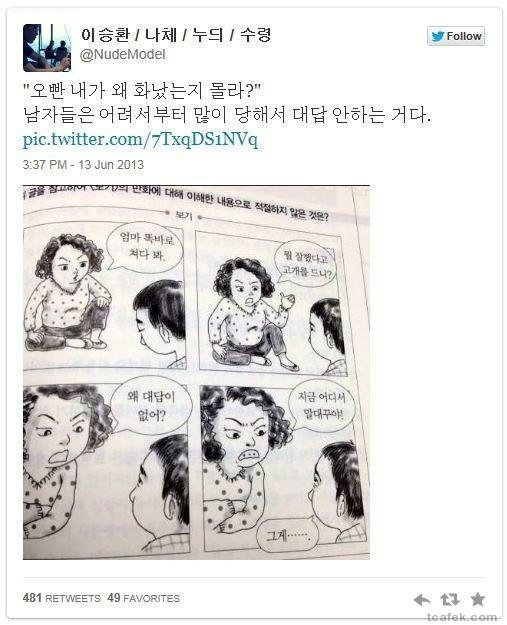 이승환 / 나체 / 누듸 / 수령
@NudeModel
Follow
"오빤 내가 왜 화났는지 몰라?"
남자들은 어려서부터 많이 당해서 대답 안하는 거다.
pic.twitter.com/7TxqDS1NVq
3:37 PM - 13 Jun 2013
글을 참고하여 <보기>의 만화에 대해 이해한 내용으로 적절하지 않은 것은?
보기
엄마 똑바로
쳐다 봐.
뭘 잘했다고
고개를 드니?
왜 대답이
없어?
지금 어디서
말대꾸야!
그게…….
481 RETWEETS 49 FAVORITES
tcafek.com